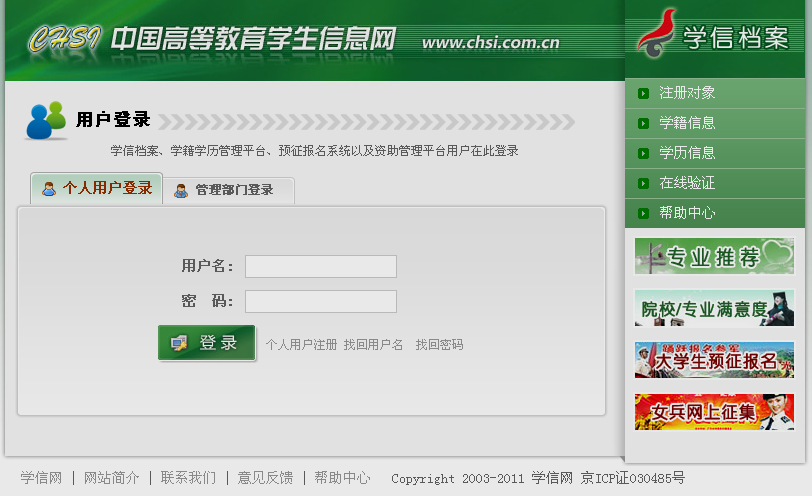 CHSI 中国高等教育学生信息网 www.chsi.com.cn
学信档案
注册对象
学籍信息
学历信息
在线验证
帮助中心
用户登录
学信档案、学籍学历管理平台、预征报名系统以及资助管理平台用户在此登录
个人用户登录 管理部门登录
用户名：
密 码：
登录 个人用户注册 找回用户名 找回密码
专业推荐
院校/专业满意度
踊跃报名参军
大学生预征报名
女兵网上征集
学信网 | 网站简介 | 联系我们 | 意见反馈 | 帮助中心 Copyright 2003-2011 学信网 京ICP证030485号